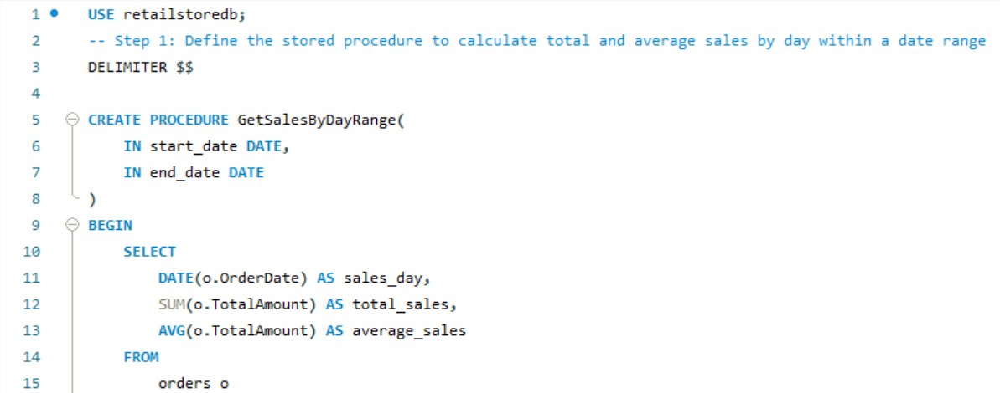 1 USE retailstoredb;
2 -- Step 1: Define the stored procedure to calculate total and average sales by day within a date range
3 DELIMITER $$
4
5 CREATE PROCEDURE GetSalesByDayRange(
6 IN start_date DATE,
7 IN end_date DATE
8 )
9 BEGIN
10 SELECT
11 DATE(o.OrderDate) AS sales_day,
12 SUM(o.TotalAmount) AS total_sales,
13 AVG(o.TotalAmount) AS average_sales
14 FROM
15 orders o